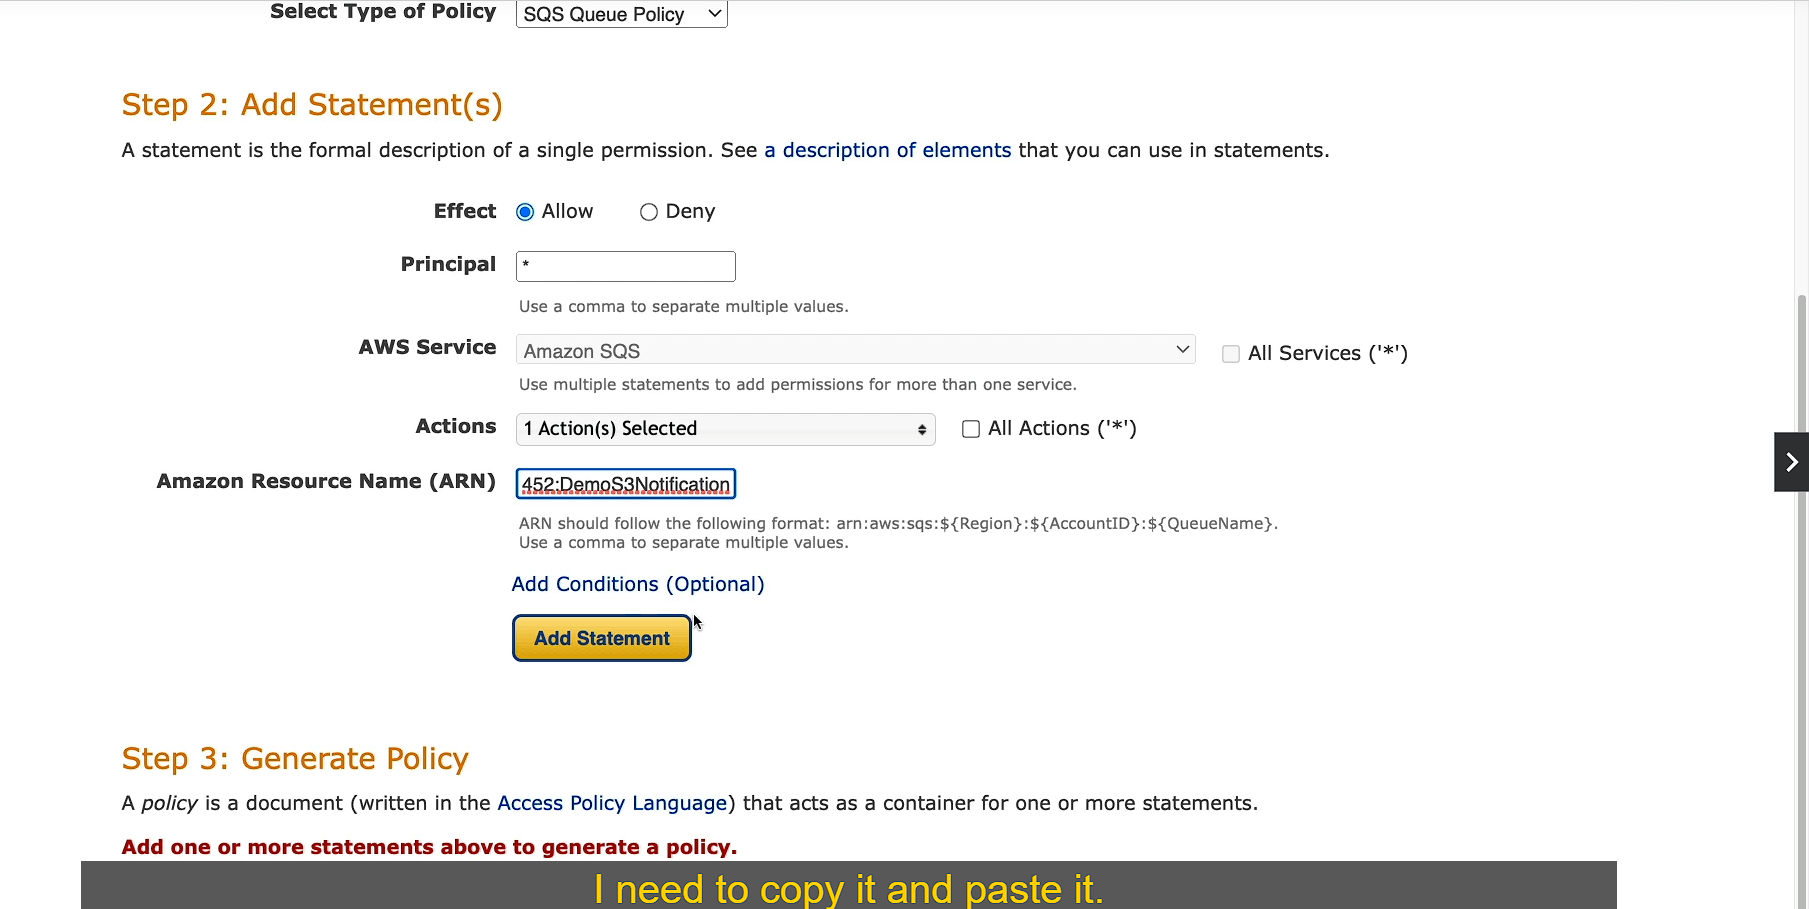 Select Type of Policy SQS Queue Policy
Step 2: Add Statement(s)
A statement is the formal description of a single permission. See a description of elements that you can use in statements.
Effect Allow Deny
Principal *
Use a comma to separate multiple values.
AWS Service Amazon SQS All Services ('*')
Use multiple statements to add permissions for more than one service.
Actions 1 Action(s) Selected All Actions ('*')
Amazon Resource Name (ARN) 452:DemoS3Notification
ARN should follow the following format: arn:aws:sqs:${Region}:${AccountID}:${QueueName}.
Use a comma to separate multiple values.
Add Conditions (Optional)
Add Statement
Step 3: Generate Policy
A policy is a document (written in the Access Policy Language) that acts as a container for one or more statements.
Add one or more statements above to generate a policy.
I need to copy it and paste it.